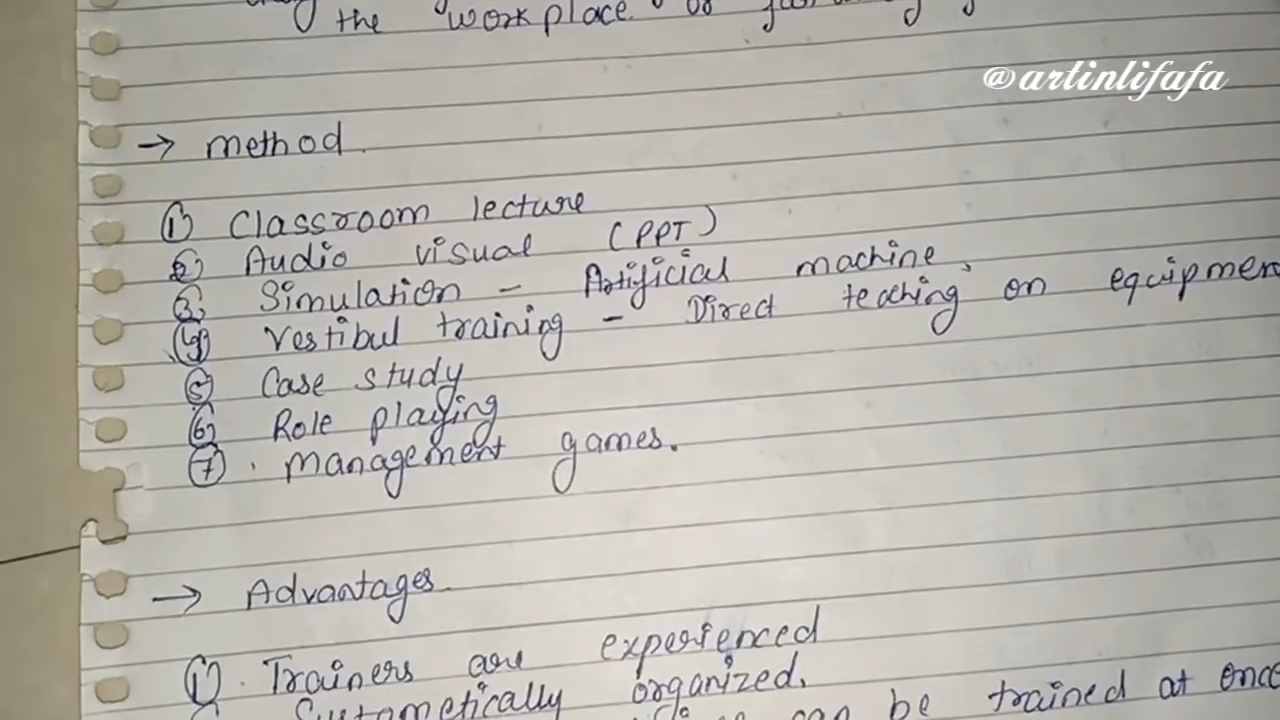 the workplace or
@artinlifafa
→ method.
① Classroom lecture
② Audio visual (PPT)
③ Simulation - Artificial machine.
④ Vestibul training - Direct teaching on equipmen
⑤ Case study
⑥ Role playing
⑦. management games.
→ Advantages
①. Trainers are experienced
Systametically organized.
can be trained at once